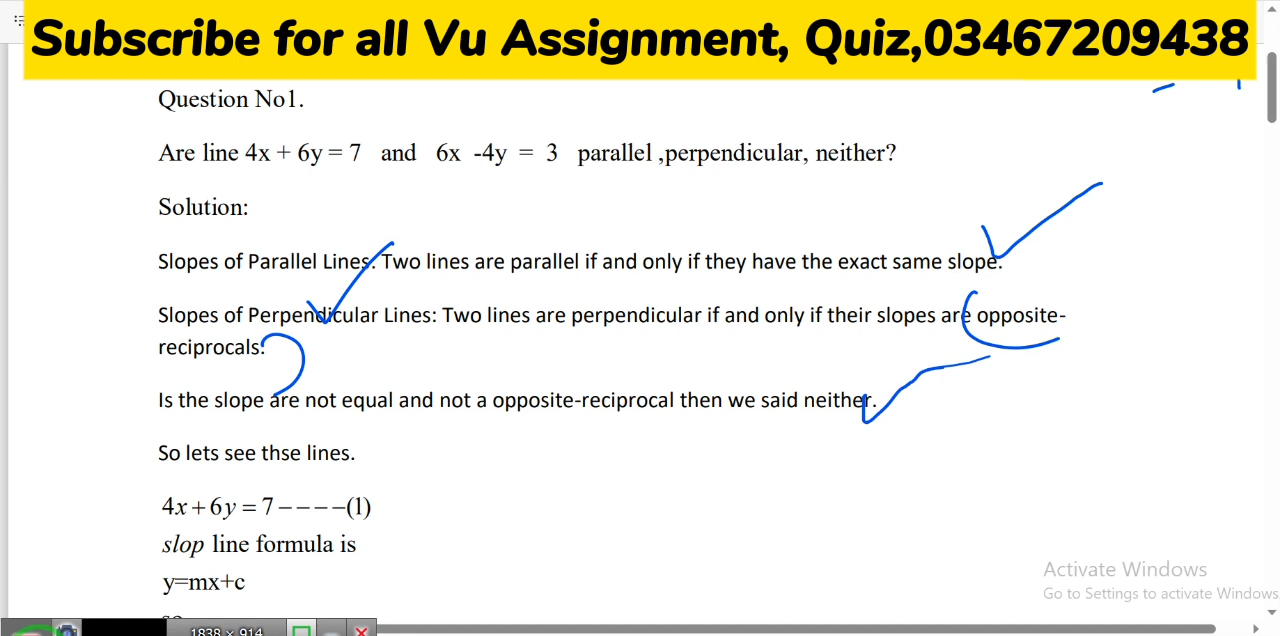 Subscribe for all Vu Assignment, Quiz,03467209438
Question No1.
Are line 4x + 6y = 7 and 6x -4y = 3 parallel ,perpendicular, neither?
Solution:
Slopes of Parallel Lines: Two lines are parallel if and only if they have the exact same slope.
Slopes of Perpendicular Lines: Two lines are perpendicular if and only if their slopes are opposite-
reciprocals:
Is the slope are not equal and not a opposite-reciprocal then we said neither.
So lets see thse lines.
4x+6y=7−−−−(1)
slop line formula is
y=mx+c
Activate Windows
Go to Settings to activate Windows
1838 × 914